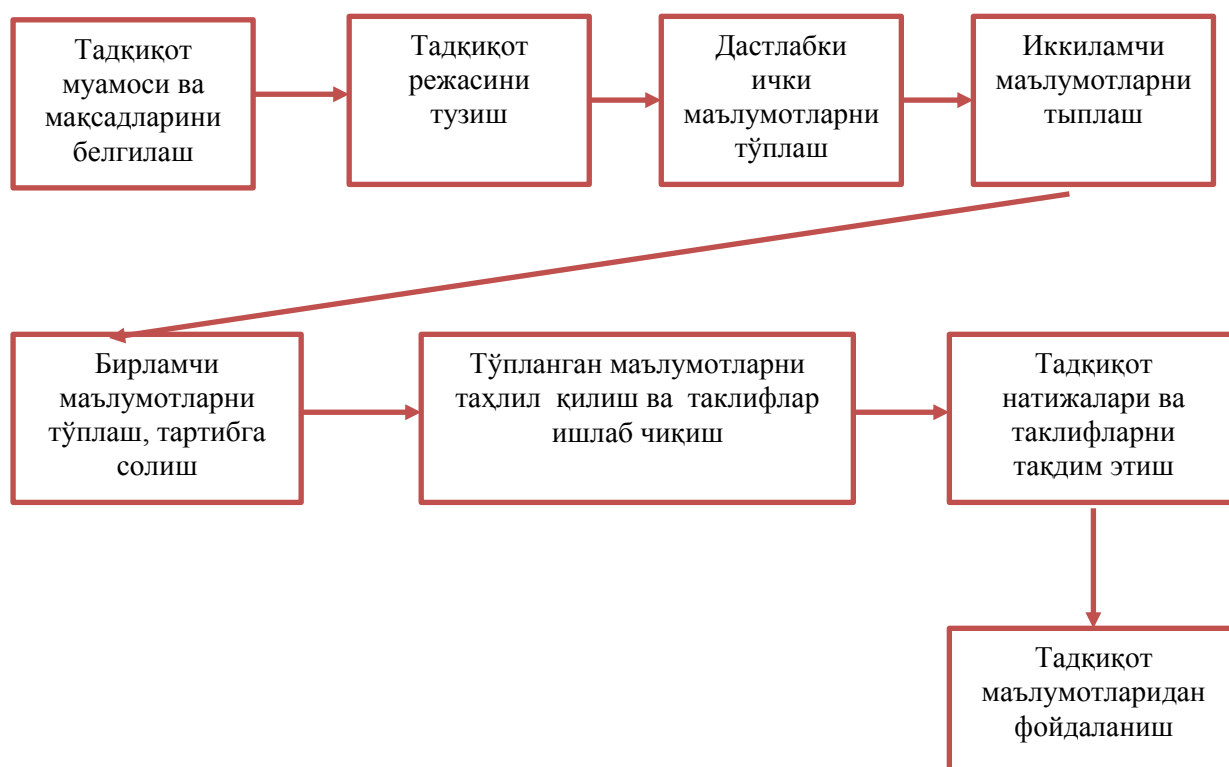 Тадқиқот
муамоси ва
мақсадларини
белгилаш
Тадқиқот
режасини
тузиш
Дастлабки
ички
маълумотларни
тўплаш
Иккиламчи
маълумотларни
тыплаш
Бирламчи
маълумотларни
тўплаш, тартибга
солиш
Тўпланган маълумотларни
таҳлил қилиш ва таклифлар
ишлаб чиқиш
Тадқиқот
натижалари ва
таклифларни
тақдим этиш
Тадқиқот
маълумотларидан
фойдаланиш